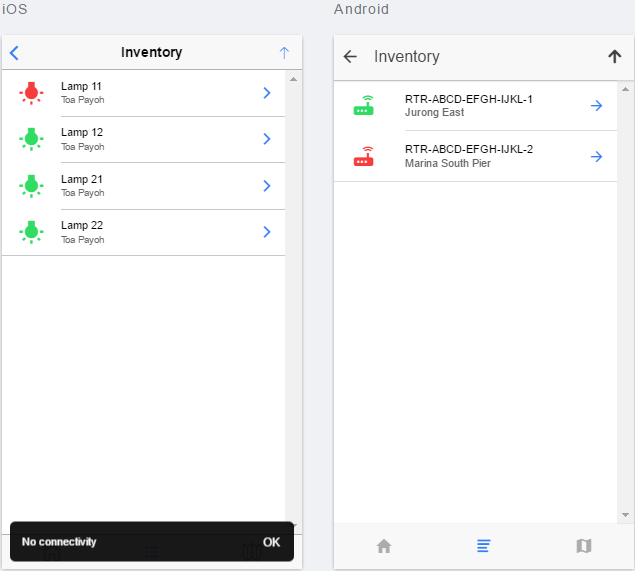 iOS
Inventory
Lamp 11
Toa Payoh
Lamp 12
Toa Payoh
Lamp 21
Toa Payoh
Lamp 22
Toa Payoh
No connectivity
OK
Android
Inventory
RTR-ABCD-EFGH-IJKL-1
Jurong East
RTR-ABCD-EFGH-IJKL-2
Marina South Pier